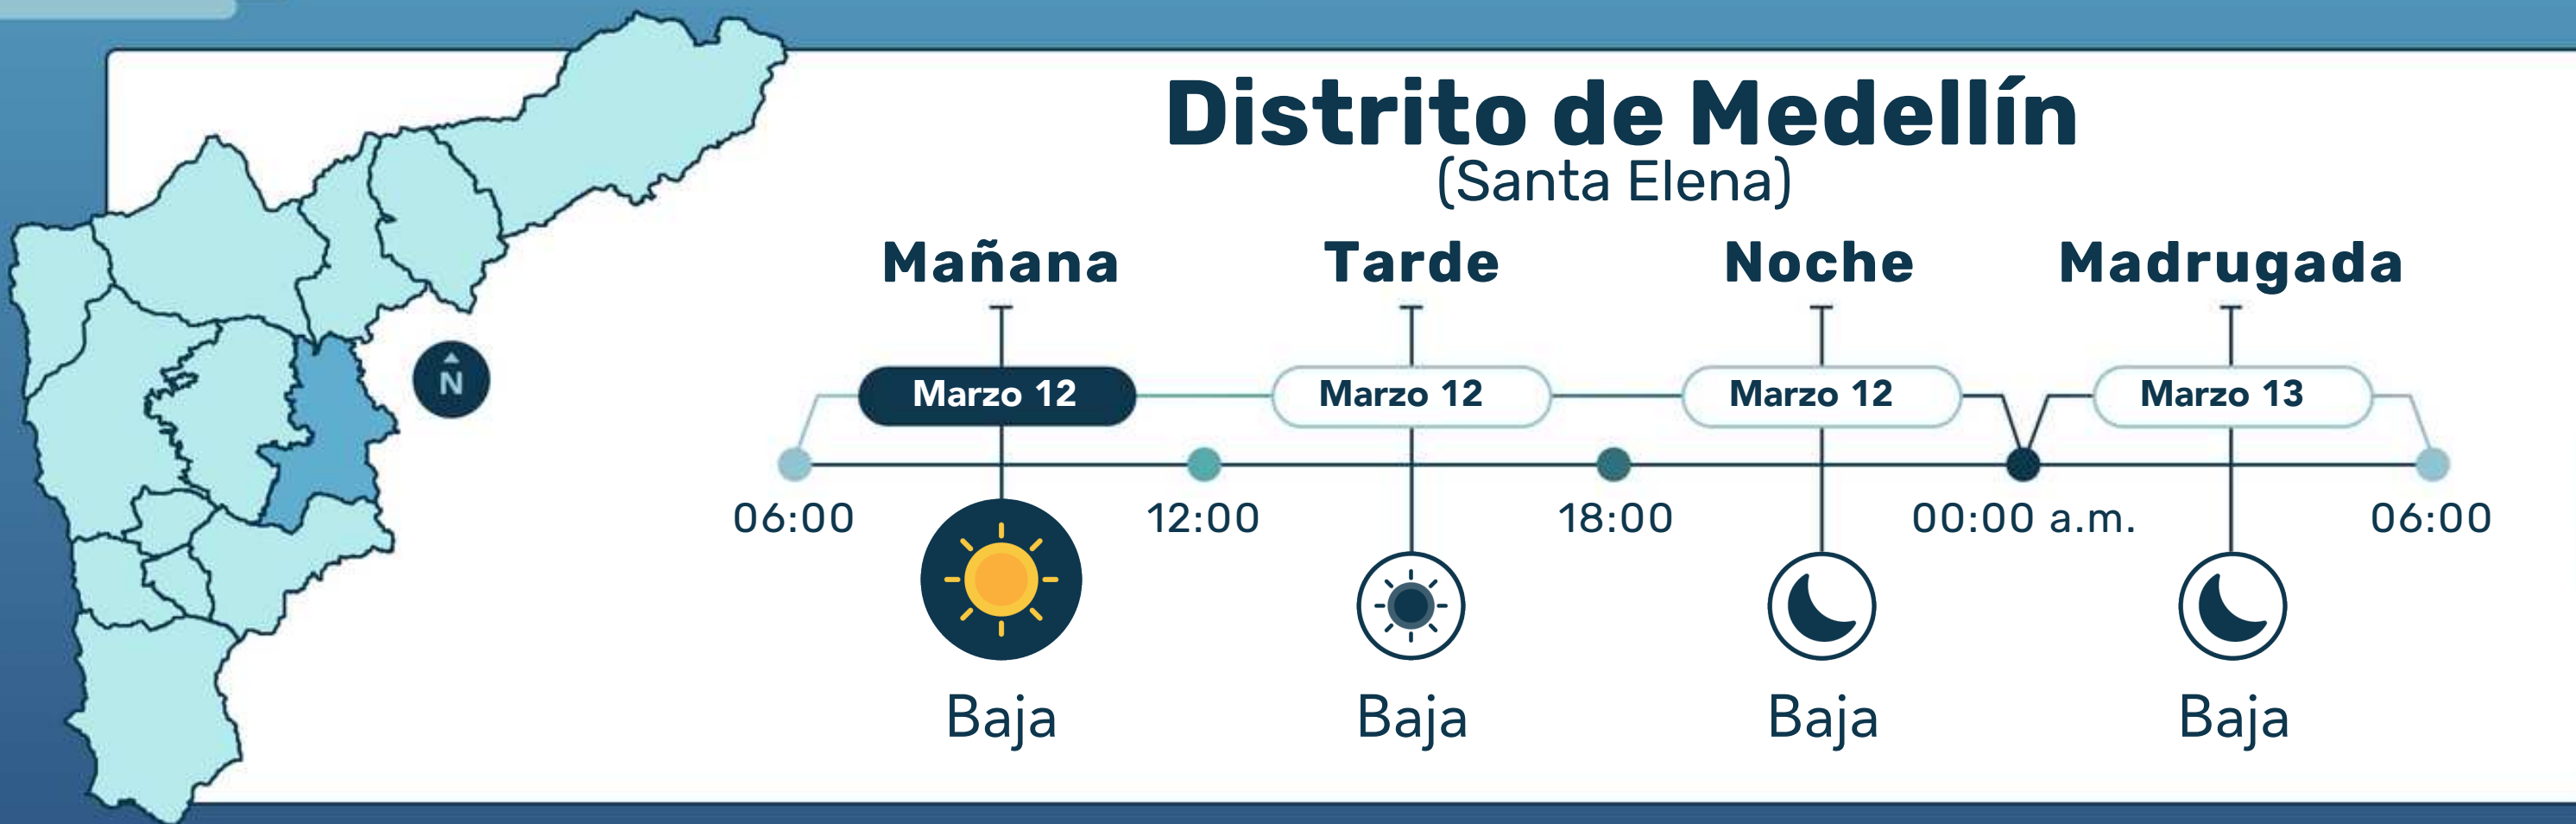 Distrito de Medellín
(Santa Elena)
Mañana Tarde Noche Madrugada
N
Marzo 12 Marzo 12 Marzo 12 Marzo 13
06:00 12:00 18:00 00:00 a.m. 06:00
Baja Baja Baja Baja